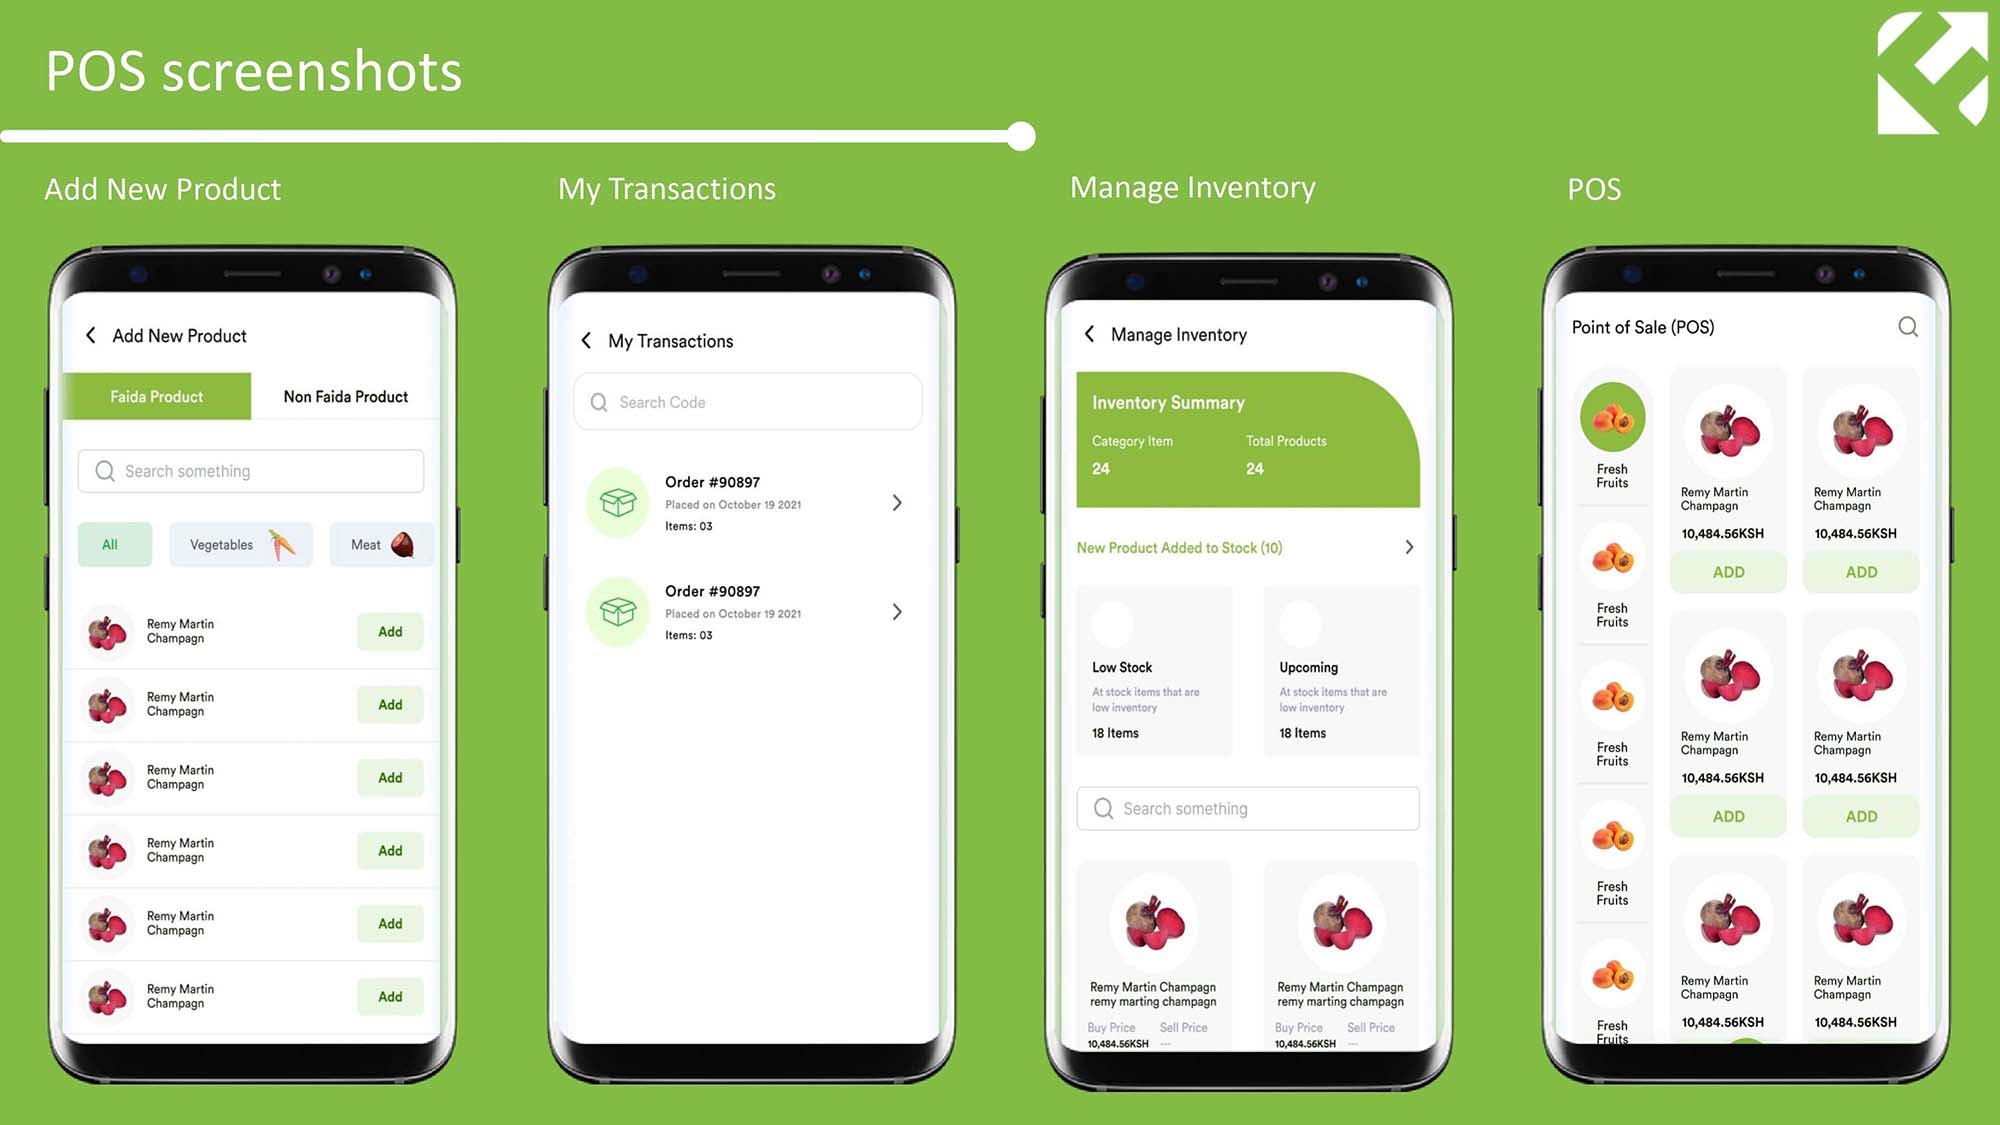 POS screenshots
Add New Product
Add New Product
Faida Product
Non Faida Product
Search something
All
Vegetables
Meat
Remy Martin
Champagn
Add
Remy Martin
Champagn
Add
Remy Martin
Champagn
Add
Remy Martin
Champagn
Add
Remy Martin
Champagn
Add
Remy Martin
Champagn
Add
My Transactions
My Transactions
Search Code
Order #90897
Placed on October 19 2021
Items: 03
Order #90897
Placed on October 19 2021
Items: 03
Manage Inventory
Manage Inventory
Inventory Summary
Category Item
24
Total Products
24
New Product Added to Stock (10)
Low Stock
At stock items that are
low inventory
18 Items
Upcoming
At stock items that are
low inventory
18 Items
Search something
Remy Martin Champagn
remy marting champagn
Buy Price
Sell Price
10,484.56KSH
---
Remy Martin Champagn
remy marting champagn
Buy Price
Sell Price
10,484.56KSH
---
POS
Point of Sale (POS)
Fresh
Fruits
Fresh
Fruits
Fresh
Fruits
Fresh
Fruits
Fresh
Fruits
Remy Martin
Champagn
10,484.56KSH
ADD
Remy Martin
Champagn
10,484.56KSH
ADD
Remy Martin
Champagn
10,484.56KSH
ADD
Remy Martin
Champagn
10,484.56KSH
ADD
Remy Martin
Champagn
10,484.56KSH
Remy Martin
Champagn
10,484.56KSH